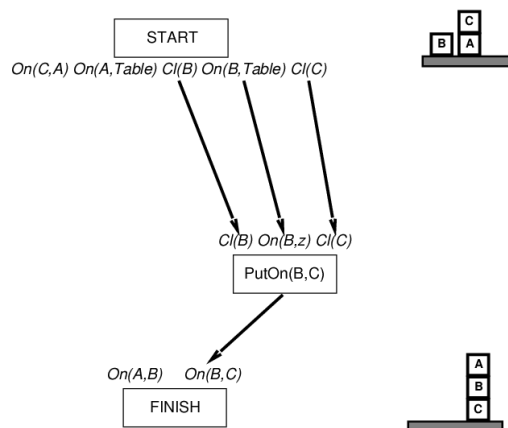 START
On(C,A) On(A,Table) Cl(B) On(B,Table) Cl(C)
C
B A
Cl(B) On(B,z) Cl(C)
PutOn(B,C)
On(A,B) On(B,C)
FINISH
A
B
C